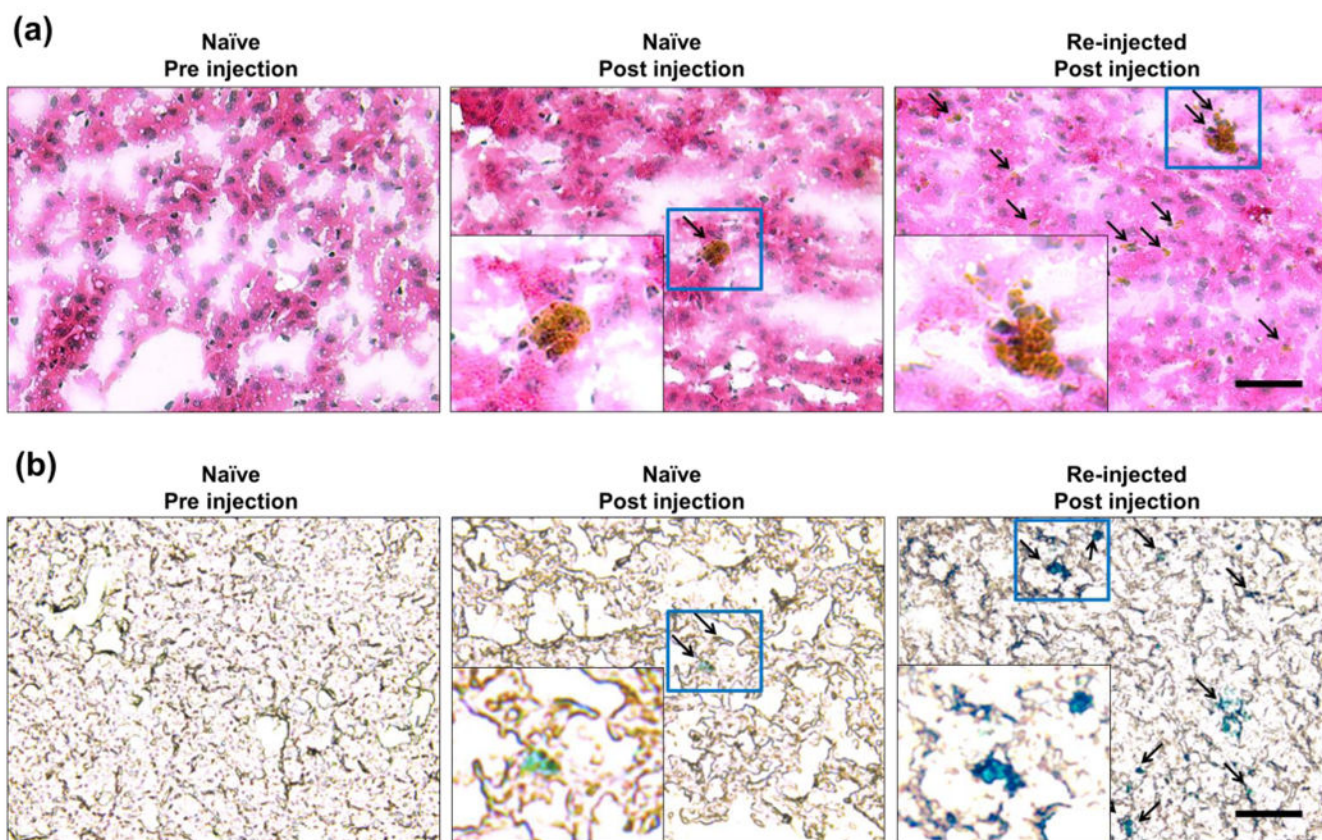 (a)
Naïve
Pre injection
Naïve
Post injection
Re-injected
Post injection
(b)
Naïve
Pre injection
Naïve
Post injection
Re-injected
Post injection